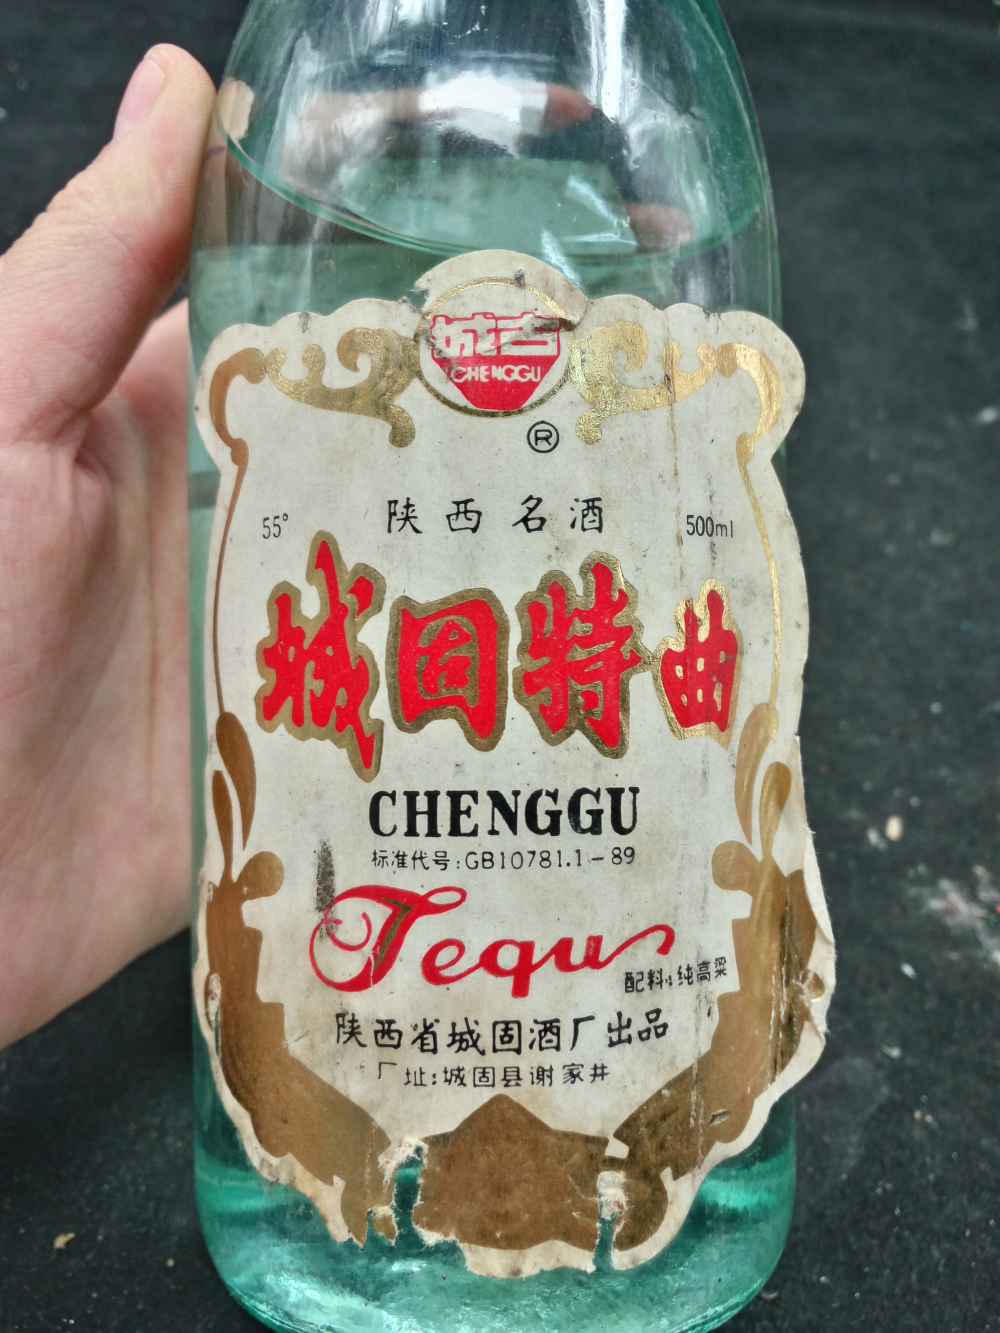 城古
CHENGGU
®
陕西名酒
55°
500ml
城固特曲
CHENGGU
标准代号:GB10781.1-89
Tequ
配料:纯高粱
陕西省城固酒厂出品
厂址:城固县谢家井